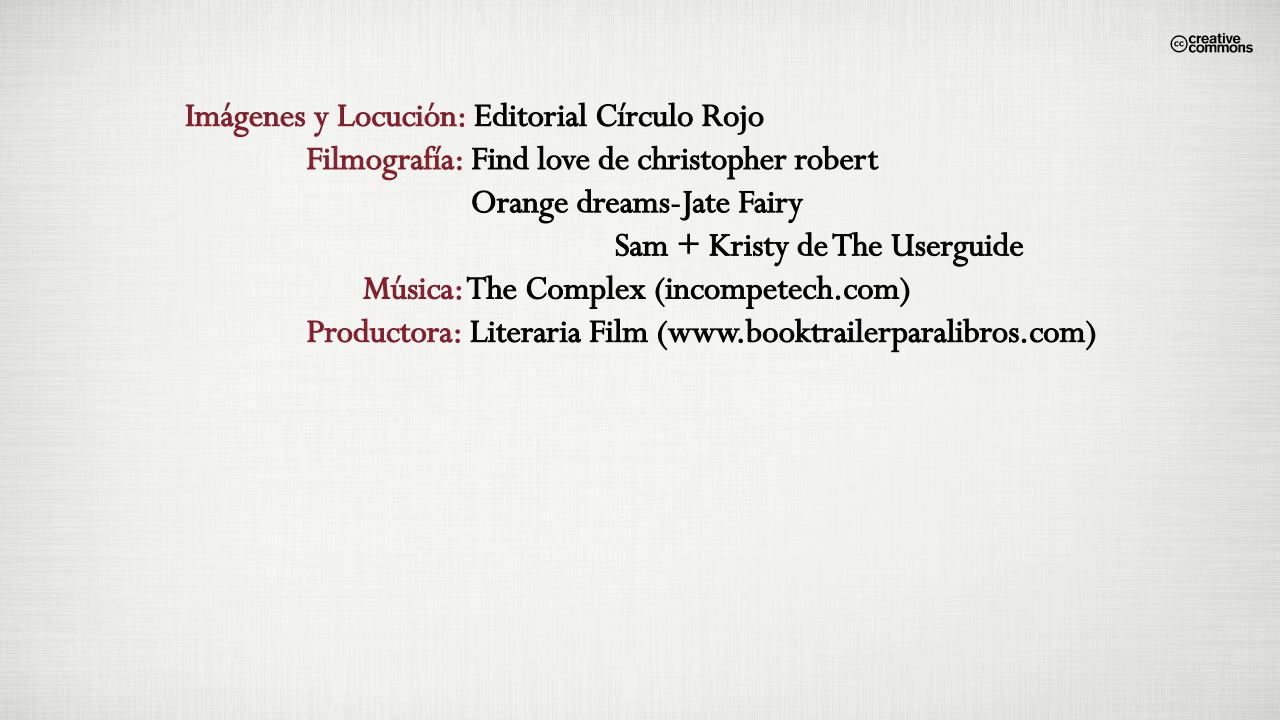 cc creative
commons
Imágenes y Locución: Editorial Círculo Rojo
Filmografía: Find love de christopher robert
Orange dreams-Jate Fairy
Sam + Kristy de The Userguide
Música: The Complex (incompetech.com)
Productora: Literaria Film (www.booktrailerparalibros.com)